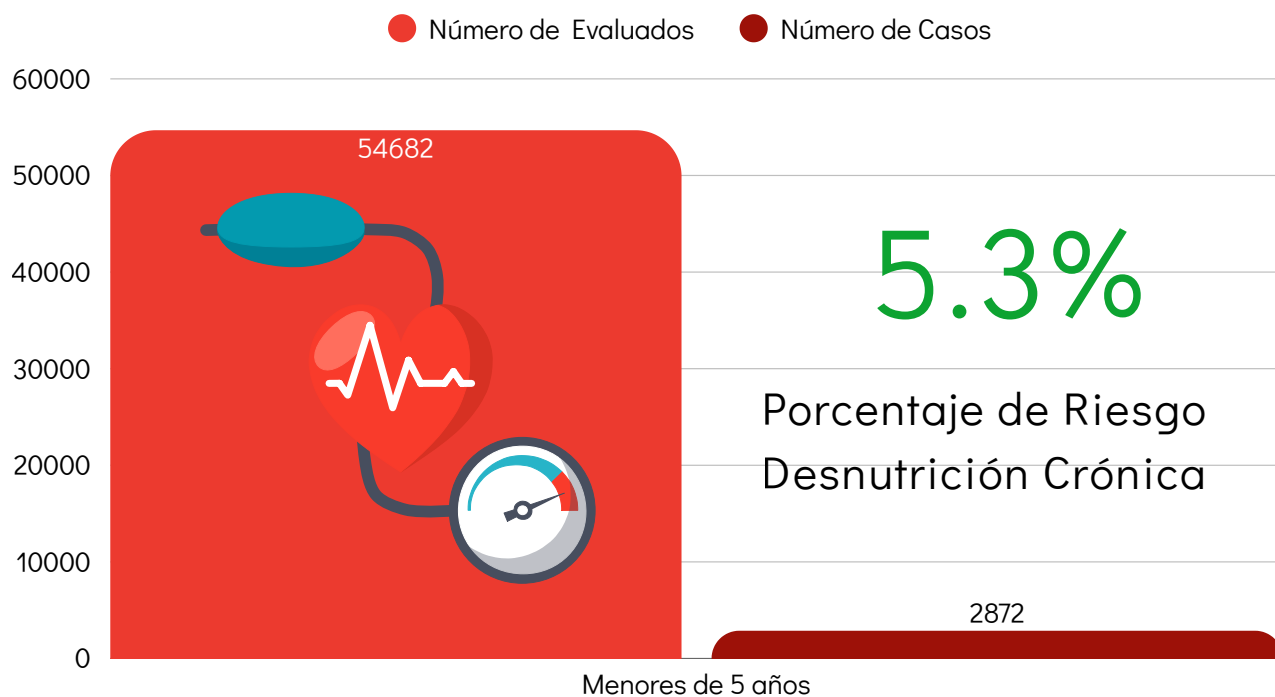 Número de Evaluados
Número de Casos
60000
50000
40000
30000
20000
10000
0
54682
5.3%
Porcentaje de Riesgo
Desnutrición Crónica
2872
Menores de 5 años